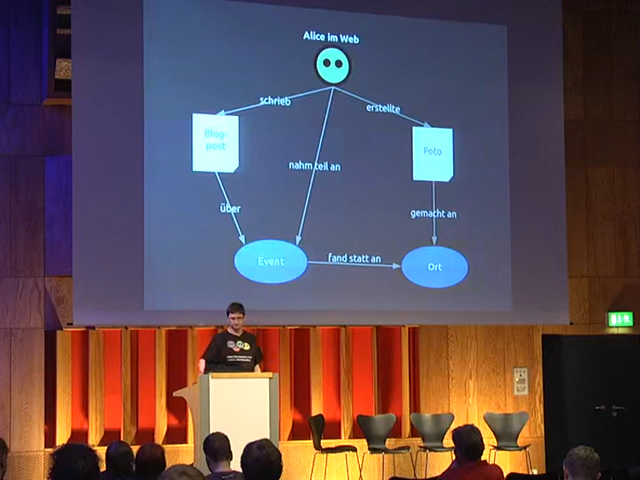 Alice im Web
schrieb
erstellte
Blog-
post
Foto
nahm teil an
über
gemacht an
Event
fand statt an
Ort